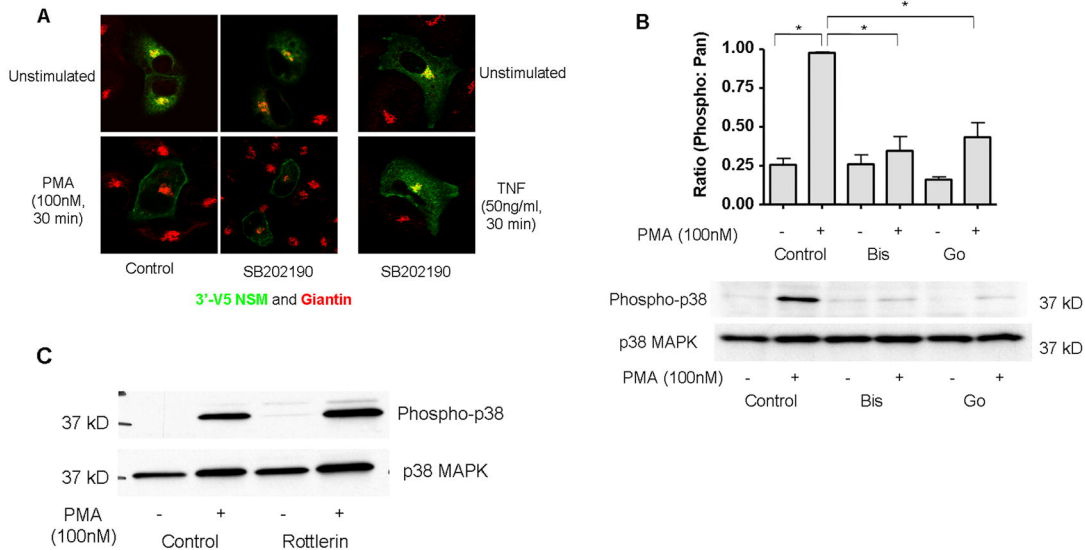 A
Unstimulated
Unstimulated
PMA
(100nM,
30 min)
TNF
(50ng/ml,
30 min)
Control
SB202190
SB202190
3'-V5 NSM and Giantin
B
* * *
Ratio (Phospho: Pan)
1.00
0.75
0.50
0.25
0.00
PMA (100nM) - + - + - +
Control Bis Go
Phospho-p38 37 kD
p38 MAPK 37 kD
PMA (100nM) - + - + - +
Control Bis Go
C
37 kD Phospho-p38
37 kD p38 MAPK
PMA
(100nM)
- + - +
Control Rottlerin